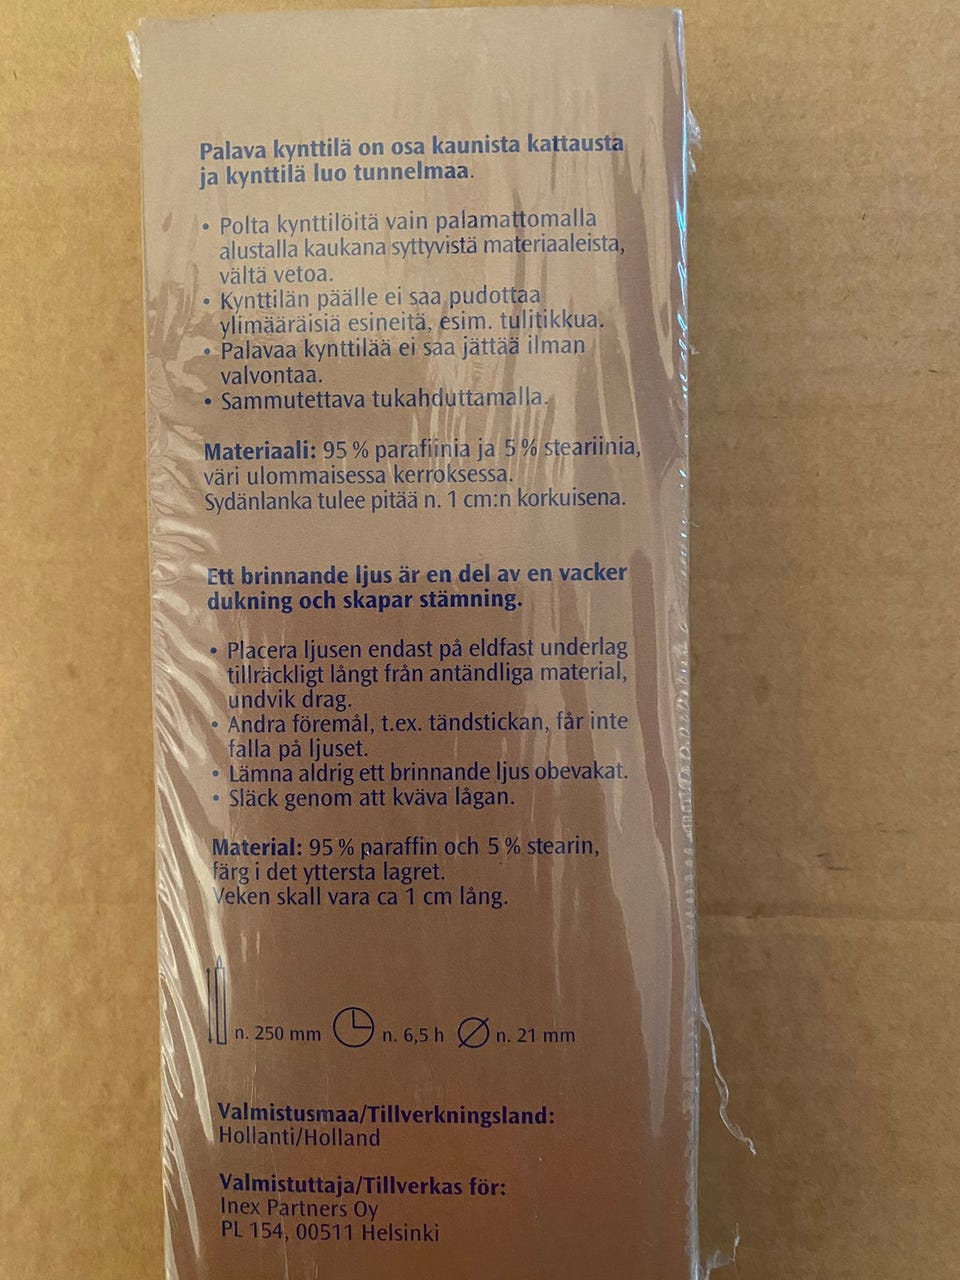 Palava kynttilä on osa kaunista kattausta
ja kynttilä luo tunnelmaa.
• Polta kynttilöitä vain palamattomalla
alustalla kaukana syttyvistä materiaaleista,
vältä vetoa.
• Kynttilän päälle ei saa pudottaa
ylimääräisiä esineitä, esim. tulitikkua.
• Palavaa kynttilää ei saa jättää ilman
valvontaa.
• Sammutettava tukahduttamalla.
Materiaali: 95 % parafiinia ja 5 % steariinia,
väri ulommaisessa kerroksessa.
Sydänlanka tulee pitää n. 1 cm:n korkuisena.
Ett brinnande ljus är en del av en vacker
dukning och skapar stämning.
• Placera ljusen endast på eldfast underlag
tillräckligt långt från antändliga material,
undvik drag.
• Andra föremål, t.ex. tändstickan, får inte
falla på ljuset.
• Lämna aldrig ett brinnande ljus obevakat.
• Släck genom att kväva lågan.
Material: 95 % paraffin och 5 % stearin,
färg i det yttersta lagret.
Veken skall vara ca 1 cm lång.
n. 250 mm n. 6,5 h n. 21 mm
Valmistusmaa/Tillverkningsland:
Hollanti/Holland
Valmistuttaja/Tillverkas för:
Inex Partners Oy
PL 154, 00511 Helsinki